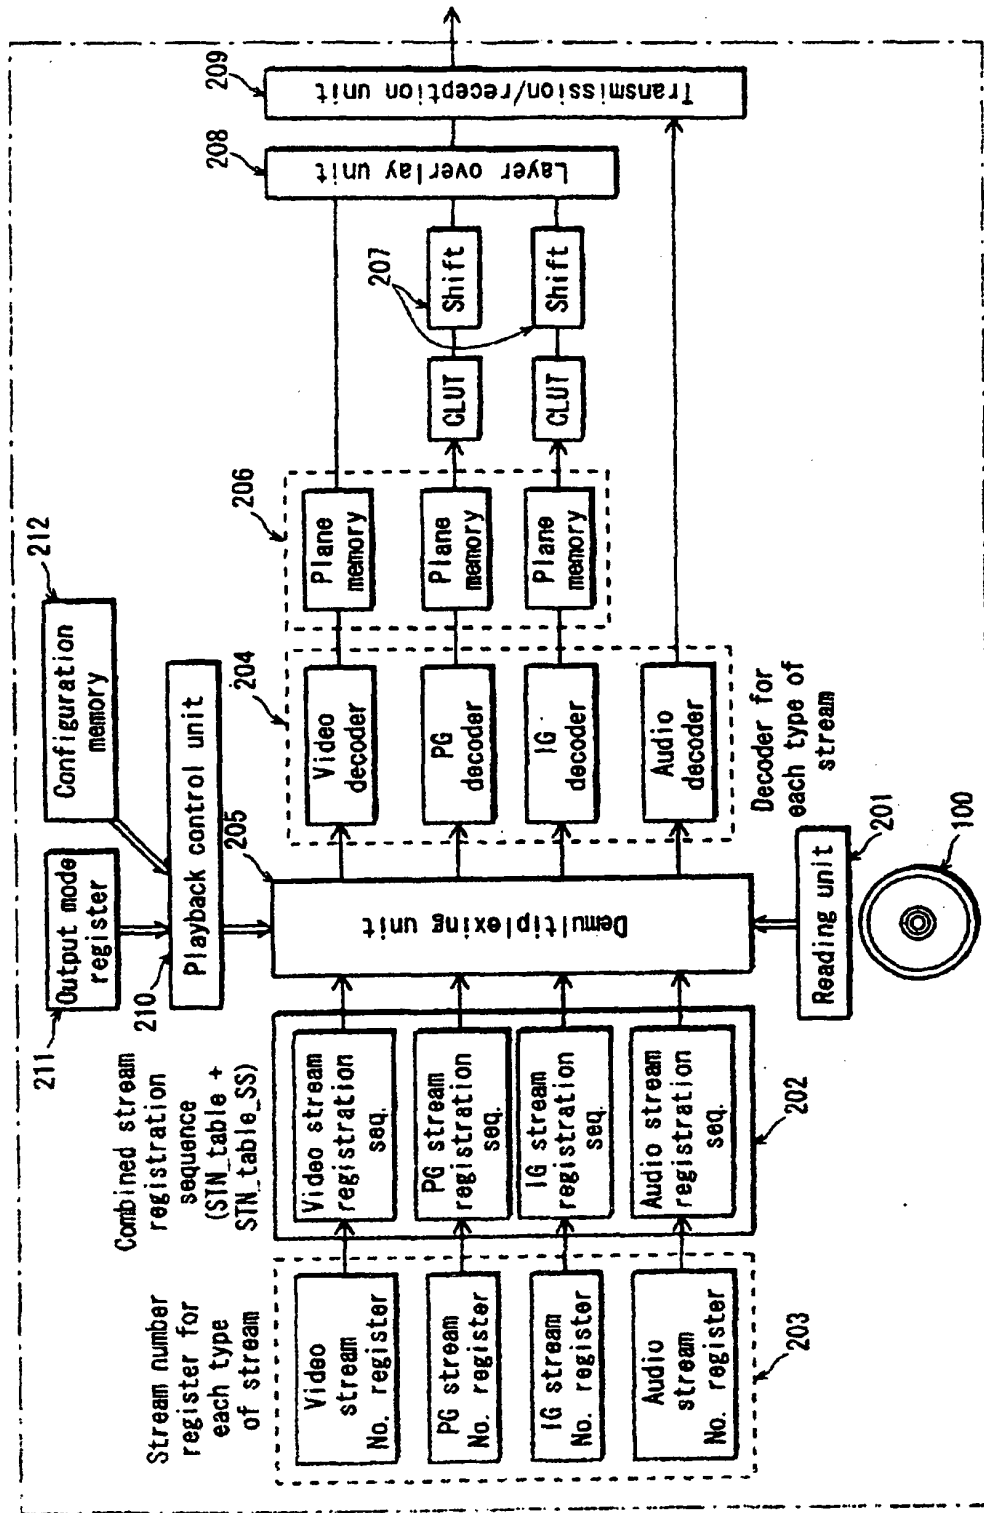 Stream number
register for
each type
of stream
Combined stream
registration
sequence
(STN_table +
STN_table_SS)
211
Output mode
register
212
Configuration
memory
210
Playback control unit
Video
stream
No. register
PG stream
No. register
IG stream
No. register
Audio
stream
No. register
203
Video stream
registration
seq.
PG stream
registration
seq.
IG stream
registration
seq.
Audio stream
registration
seq.
202
205
Demultiplexing unit
Reading unit
201
100
204
Video
decoder
PG
decoder
IG
decoder
Audio
decoder
Decoder for
each type of
stream
206
Plane
memory
Plane
memory
Plane
memory
CLUT
CLUT
207
Shift
Shift
208
Layer overlay unit
209
Transmission/reception unit